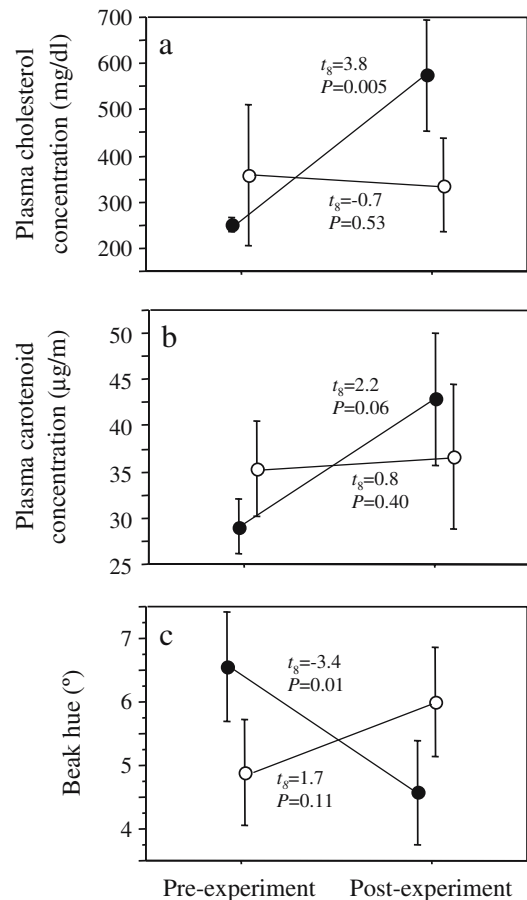 Plasma cholesterol
concentration (mg/dl)
700
600
500
400
300
200
a
t8=3.8
P=0.005
t8=-0.7
P=0.53
Plasma carotenoid
concentration (μg/m)
50
45
40
35
30
25
b
t8=2.2
P=0.06
t8=0.8
P=0.40
Beak hue (º)
7
6
5
4
c
t8=-3.4
P=0.01
t8=1.7
P=0.11
Pre-experiment Post-experiment